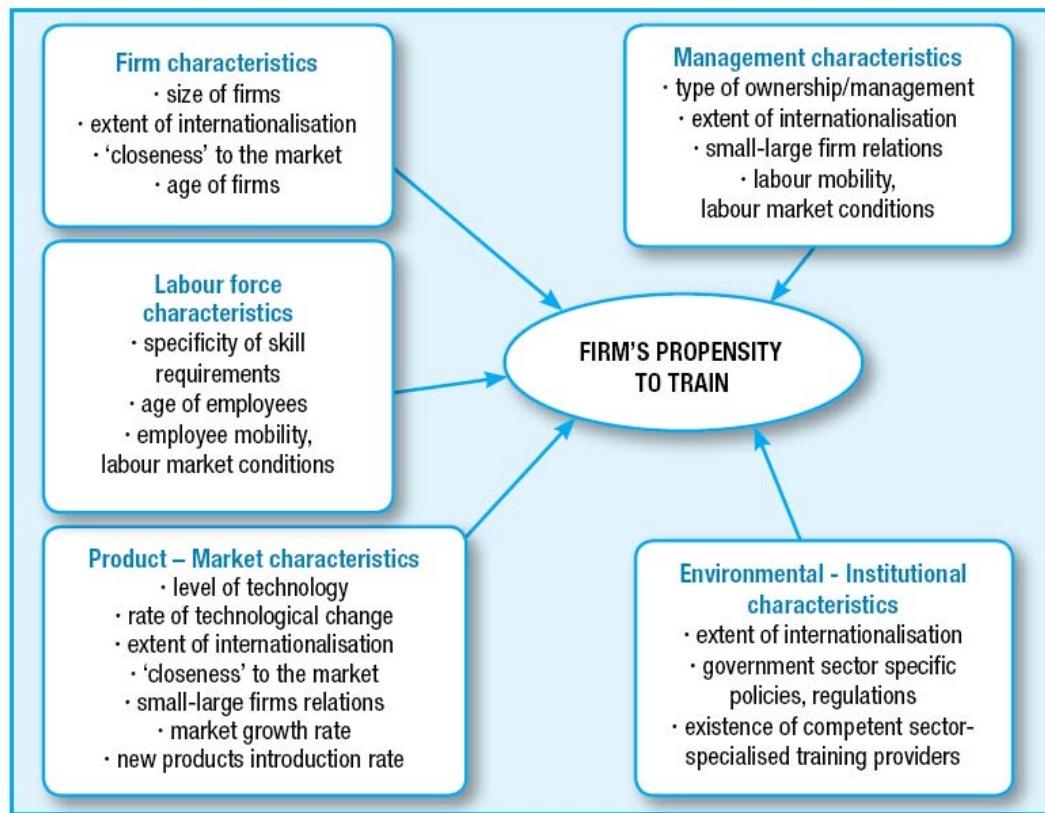 Firm characteristics
· size of firms
· extent of internationalisation
· ‘closeness’ to the market
· age of firms
Management characteristics
· type of ownership/management
· extent of internationalisation
· small-large firm relations
· labour mobility,
labour market conditions
Labour force
characteristics
· specificity of skill
requirements
· age of employees
· employee mobility,
labour market conditions
FIRM’S PROPENSITY
TO TRAIN
Product – Market characteristics
· level of technology
· rate of technological change
· extent of internationalisation
· ‘closeness’ to the market
· small-large firms relations
· market growth rate
· new products introduction rate
Environmental - Institutional
characteristics
· extent of internationalisation
· government sector specific
policies, regulations
· existence of competent sector-
specialised training providers